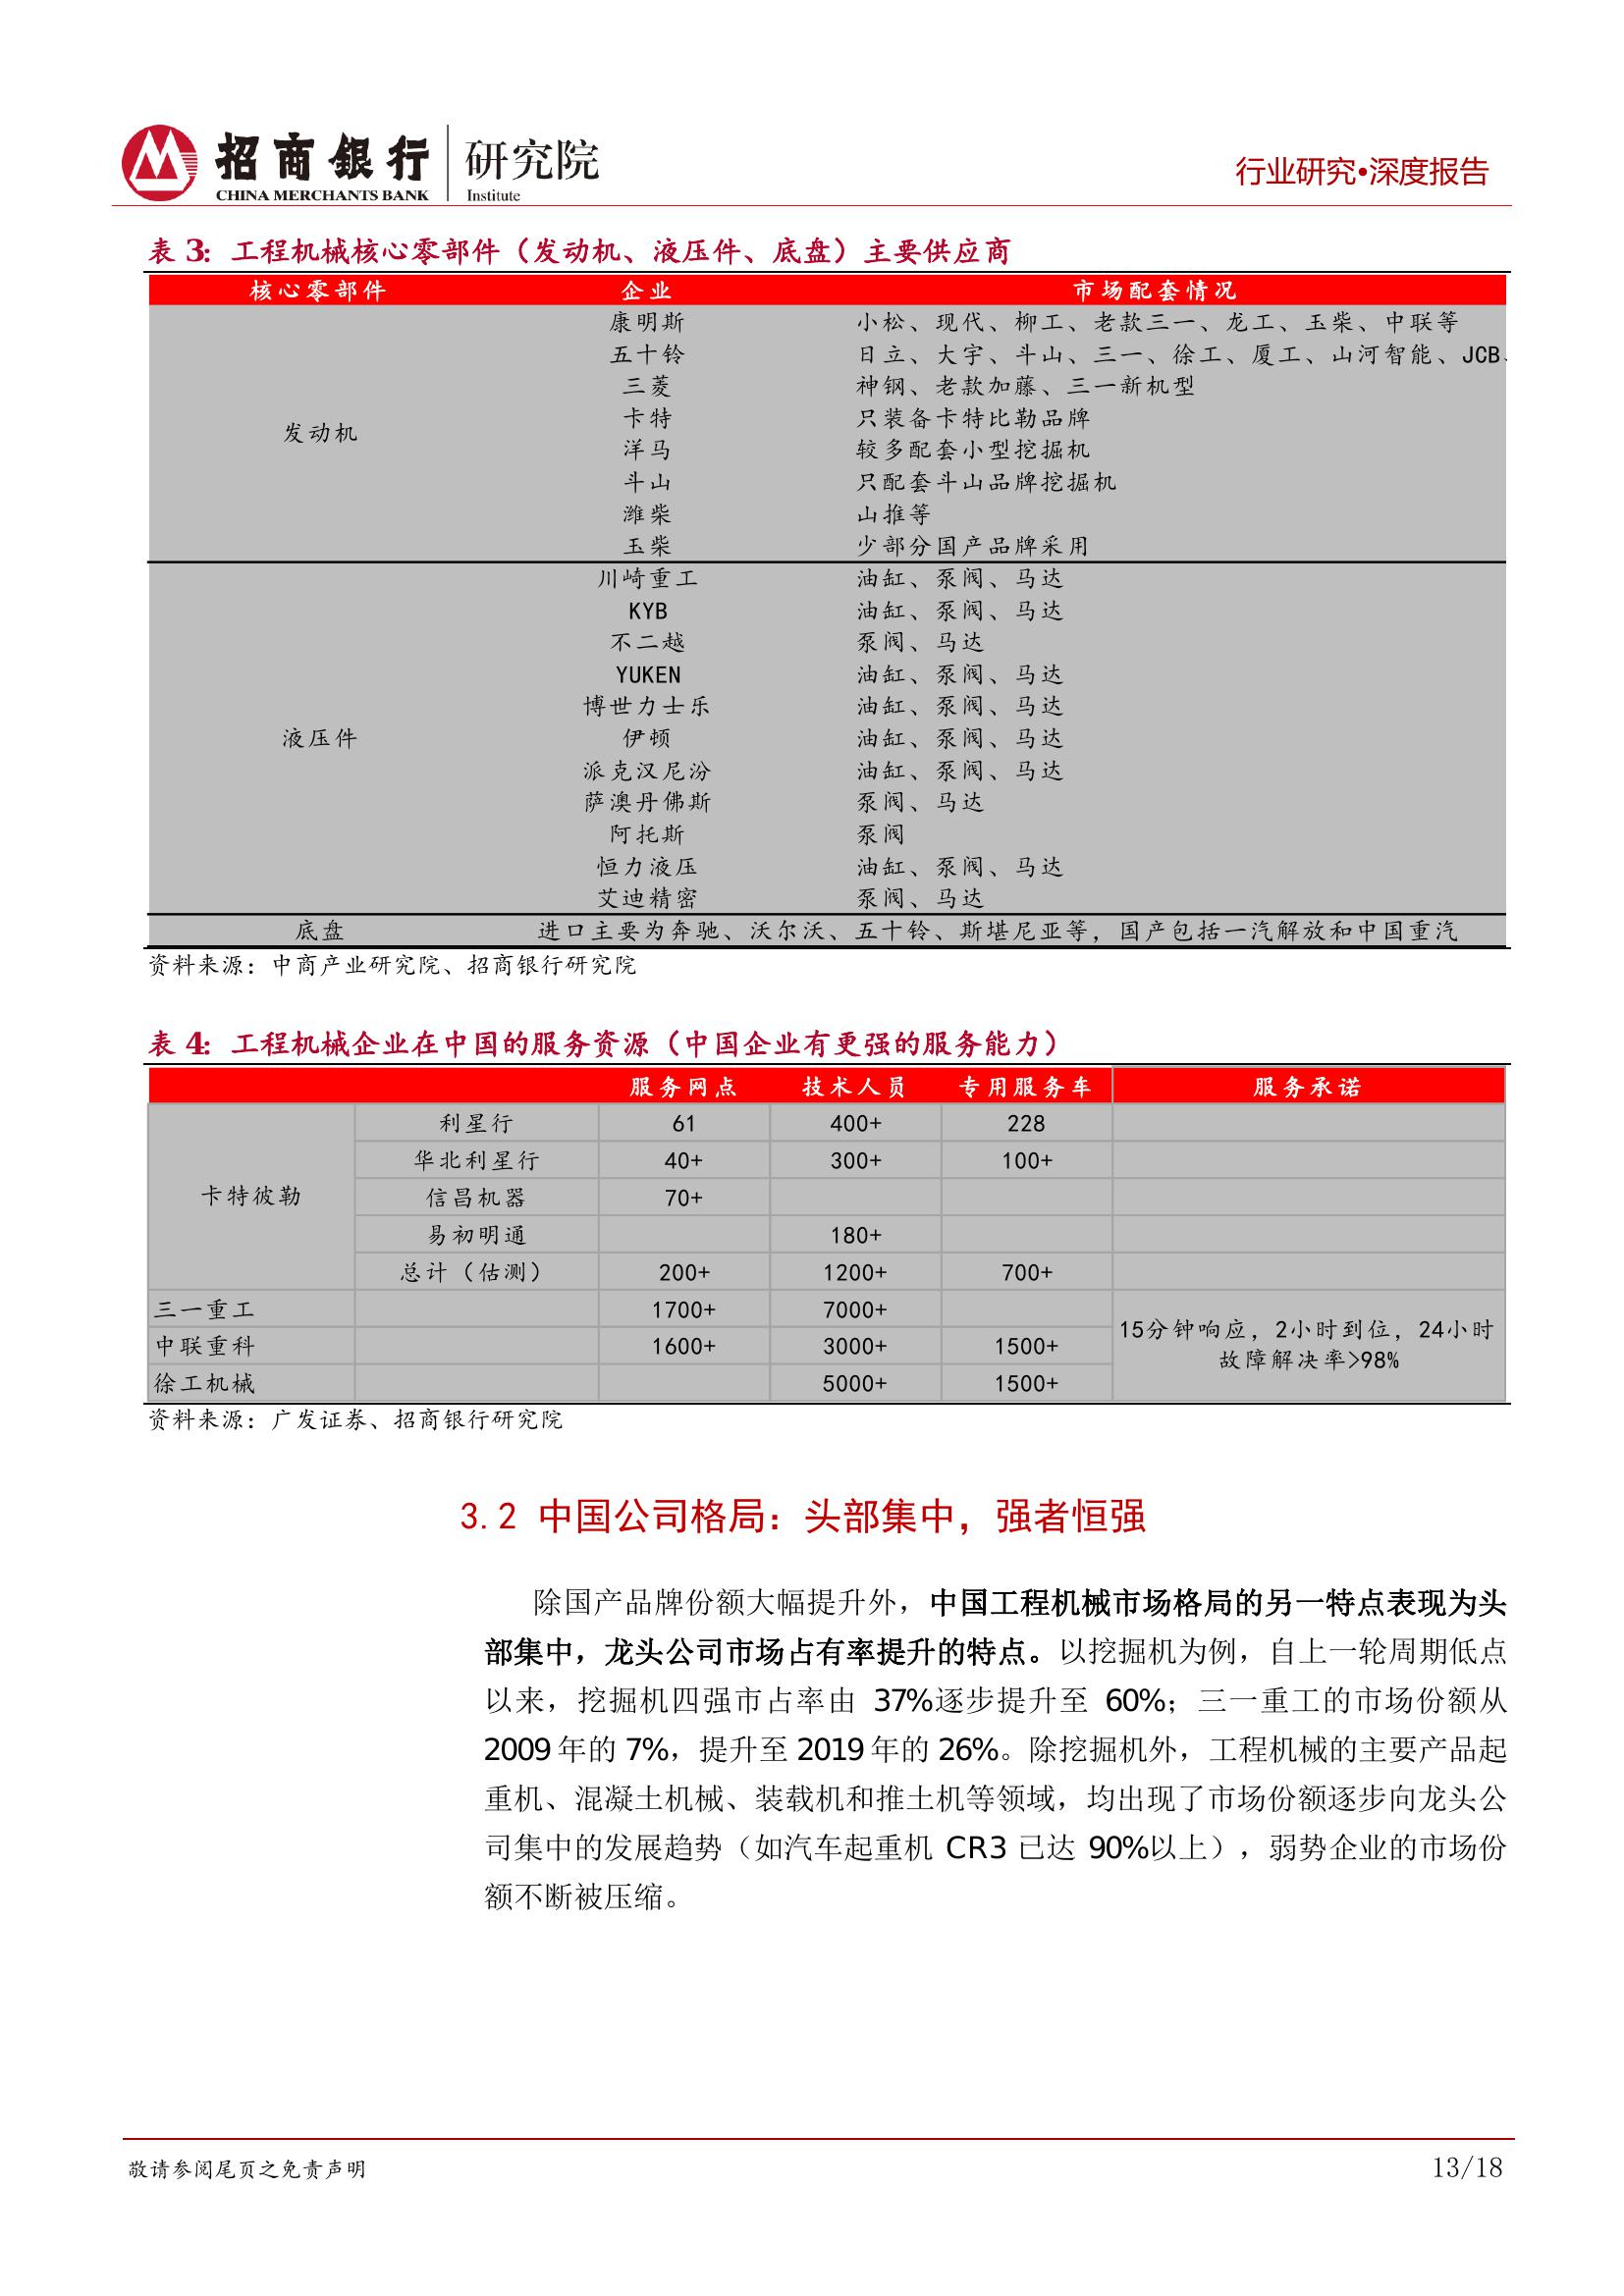 招商银行 研究院
CHINA MERCHANTS BANK Institute
行业研究•深度报告
表 3：工程机械核心零部件（发动机、液压件、底盘）主要供应商
核心零部件 企业 市场配套情况
康明斯 小松、现代、柳工、老款三一、龙工、玉柴、中联等
五十铃 日立、大宇、斗山、三一、徐工、厦工、山河智能、JCB、
三菱 神钢、老款加藤、三一新机型
卡特 只装备卡特比勒品牌
发动机
洋马 较多配套小型挖掘机
斗山 只配套斗山品牌挖掘机
潍柴 山推等
玉柴 少部分国产品牌采用
川崎重工 油缸、泵阀、马达
KYB 油缸、泵阀、马达
不二越 泵阀、马达
YUKEN 油缸、泵阀、马达
博世力士乐 油缸、泵阀、马达
液压件 伊顿 油缸、泵阀、马达
派克汉尼汾 油缸、泵阀、马达
萨澳丹佛斯 泵阀、马达
阿托斯 泵阀
恒力液压 油缸、泵阀、马达
艾迪精密 泵阀、马达
底盘 进口主要为奔驰、沃尔沃、五十铃、斯堪尼亚等，国产包括一汽解放和中国重汽
资料来源：中商产业研究院、招商银行研究院
表 4：工程机械企业在中国的服务资源（中国企业有更强的服务能力）
服务网点 技术人员 专用服务车 服务承诺
利星行 61 400+ 228
华北利星行 40+ 300+ 100+
卡特彼勒 信昌机器 70+
易初明通 180+
总计（估测） 200+ 1200+ 700+
三一重工 1700+ 7000+
中联重科 1600+ 3000+ 1500+
徐工机械 5000+ 1500+
15分钟响应，2小时到位，24小时
故障解决率>98%
资料来源：广发证券、招商银行研究院
3.2 中国公司格局：头部集中，强者恒强
除国产品牌份额大幅提升外，中国工程机械市场格局的另一特点表现为头
部集中，龙头公司市场占有率提升的特点。以挖掘机为例，自上一轮周期低点
以来，挖掘机四强市占率由 37%逐步提升至 60%；三一重工的市场份额从
2009 年的 7%，提升至 2019 年的 26%。除挖掘机外，工程机械的主要产品起
重机、混凝土机械、装载机和推土机等领域，均出现了市场份额逐步向龙头公
司集中的发展趋势（如汽车起重机 CR3 已达 90%以上），弱势企业的市场份
额不断被压缩。
敬请参阅尾页之免责声明
13/18